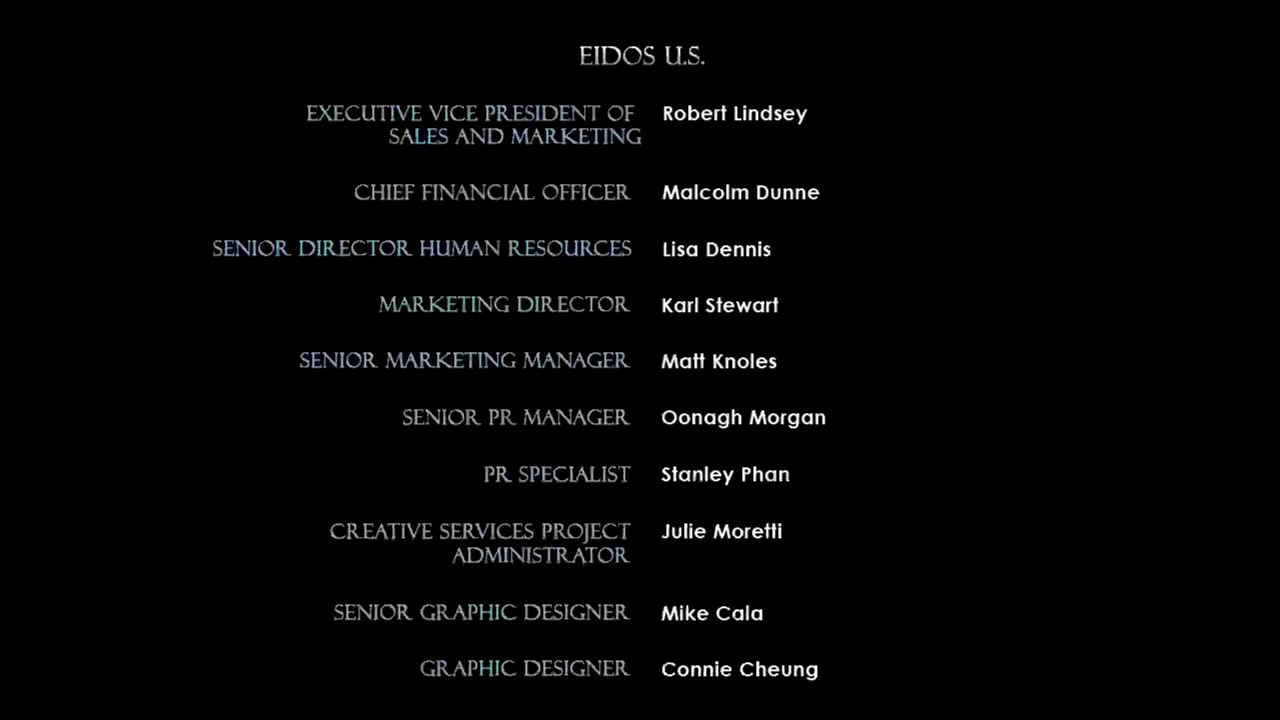 EIDOS U.S.
EXECUTIVE VICE PRESIDENT OF Robert Lindsey
SALES AND MARKETING
CHIEF FINANCIAL OFFICER Malcolm Dunne
SENIOR DIRECTOR HUMAN RESOURCES Lisa Dennis
MARKETING DIRECTOR Karl Stewart
SENIOR MARKETING MANAGER Matt Knoles
SENIOR PR MANAGER Oonagh Morgan
PR SPECIALIST Stanley Phan
CREATIVE SERVICES PROJECT Julie Moretti
ADMINISTRATOR
SENIOR GRAPHIC DESIGNER Mike Cala
GRAPHIC DESIGNER Connie Cheung